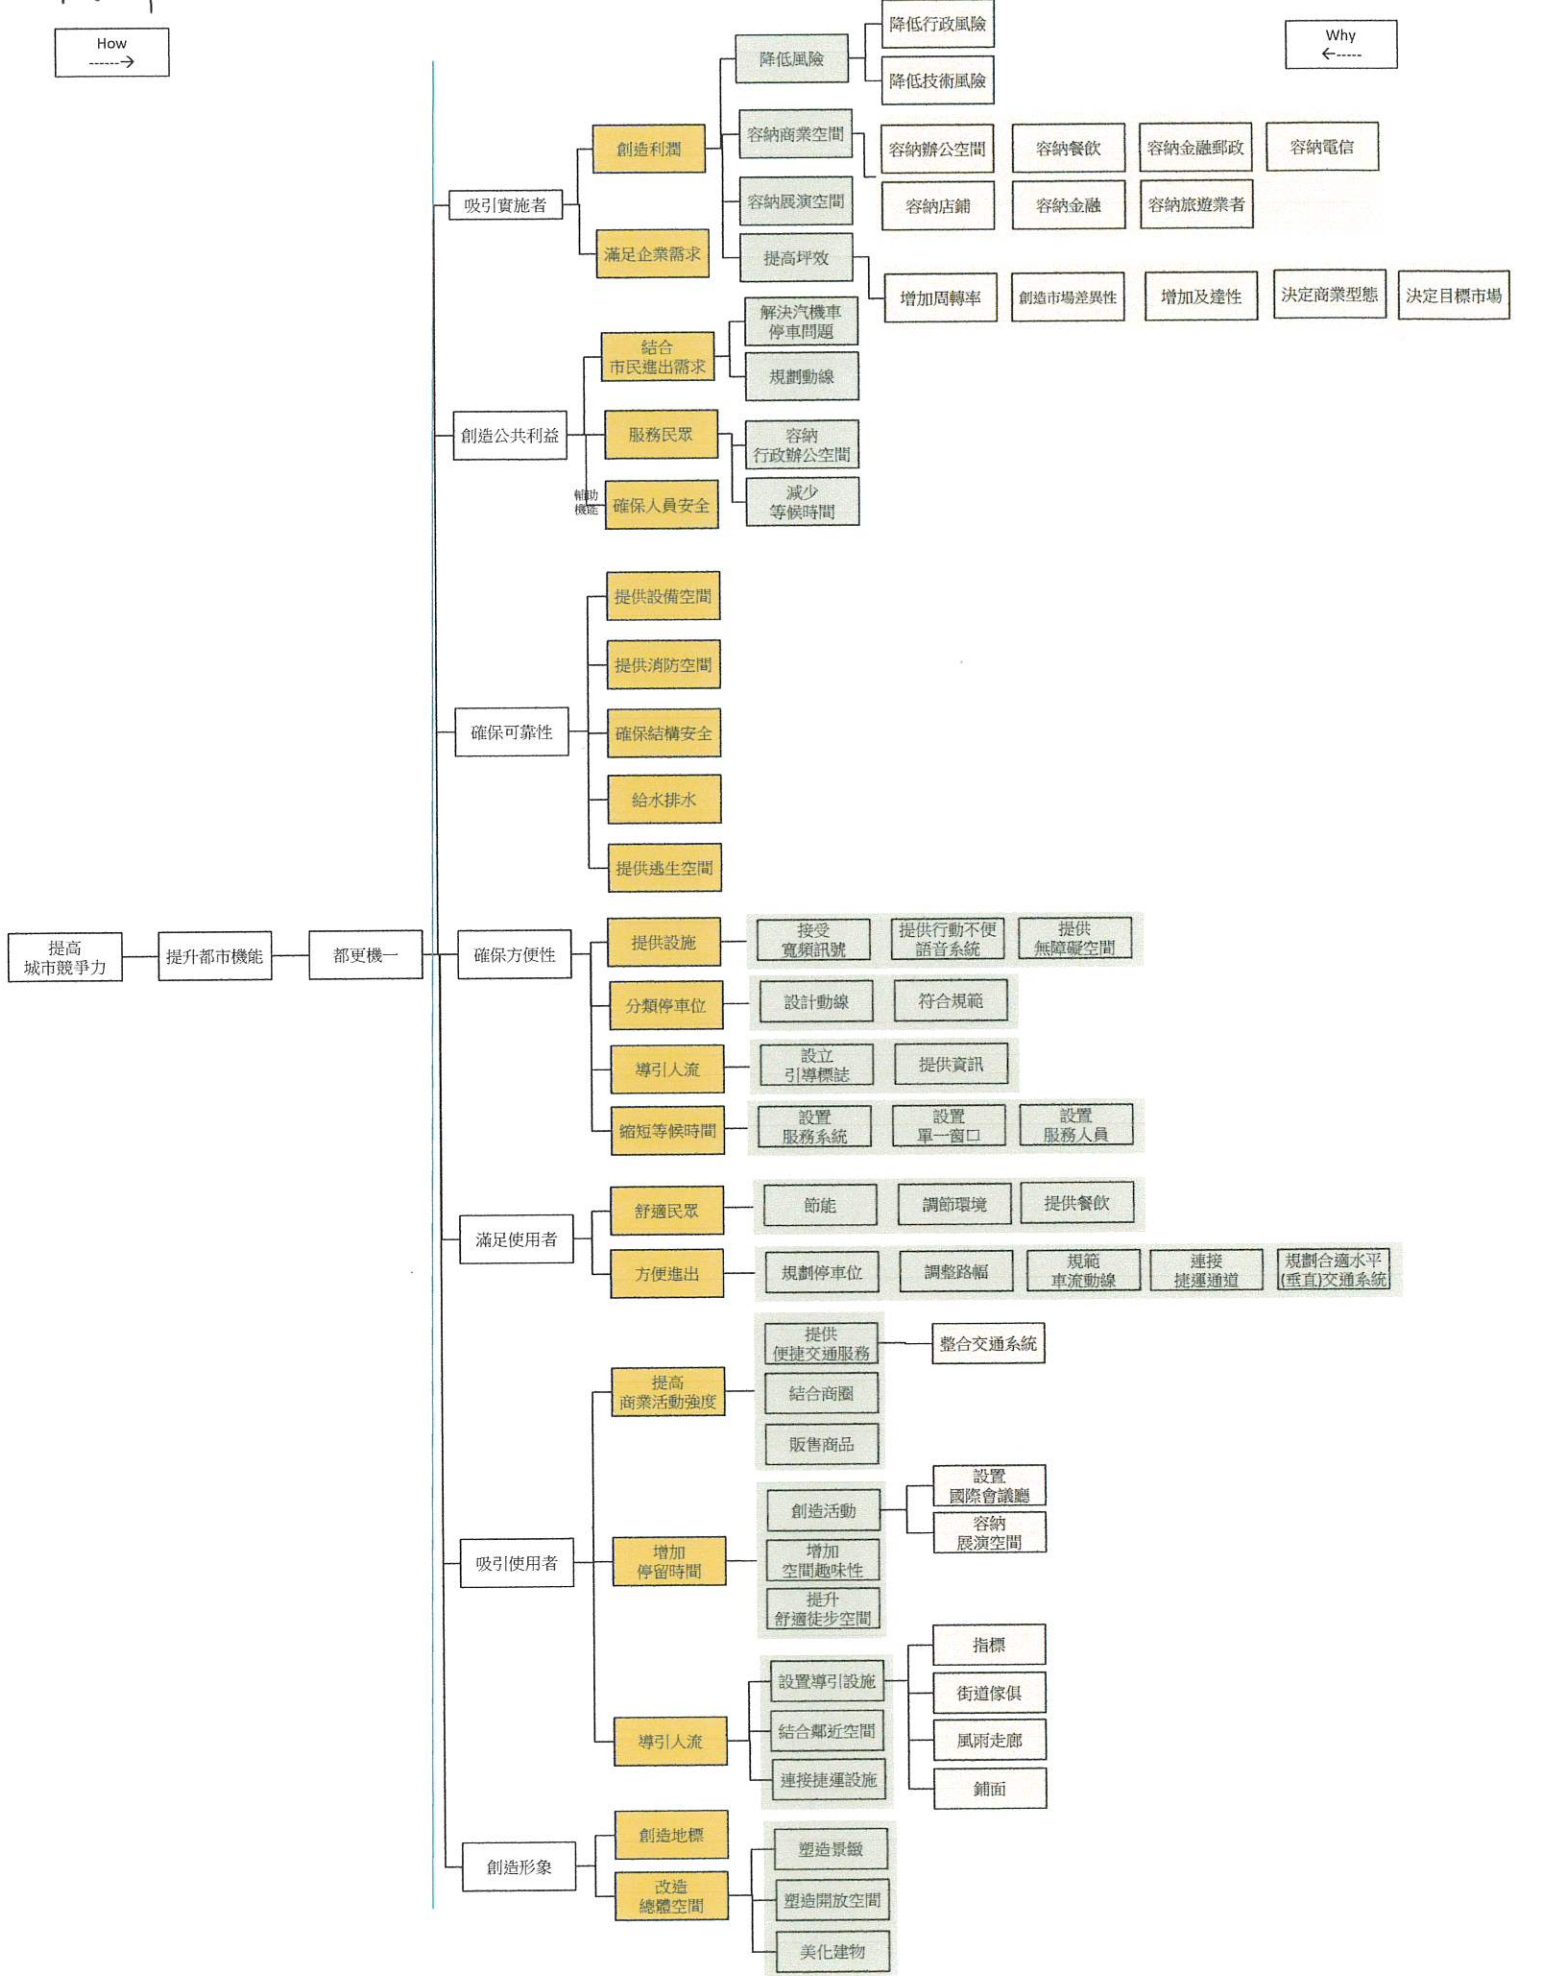 How
------→
Why
←-----
降低行政風險
降低風險
降低技術風險
創造利潤
容納商業空間
容納辦公空間
容納餐飲
容納金融郵政
容納電信
吸引實施者
容納展演空間
容納店鋪
容納金融
容納旅遊業者
滿足企業需求
提高坪效
增加周轉率
創造市場差異性
增加及達性
決定商業型態
決定目標市場
結合
市民進出需求
解決汽機車
停車問題
規劃動線
創造公共利益
服務民眾
容納
行政辦公空間
減少
等候時間
輔助
機能
確保人員安全
提供設備空間
提供消防空間
確保可靠性
確保結構安全
給水排水
提供逃生空間
提高
城市競爭力
提升都市機能
都更機一
確保方便性
提供設施
接受
寬頻訊號
提供行動不便
語音系統
提供
無障礙空間
分類停車位
設計動線
符合規範
導引人流
設立
引導標誌
提供資訊
縮短等候時間
設置
服務系統
設置
單一窗口
設置
服務人員
滿足使用者
舒適民眾
節能
調節環境
提供餐飲
方便進出
規劃停車位
調整路幅
規範
車流動線
連接
捷運通道
規劃合適水平
(垂直)交通系統
提高
商業活動強度
提供
便捷交通服務
整合交通系統
結合商圈
販售商品
吸引使用者
增加
停留時間
創造活動
設置
國際會議廳
容納
展演空間
增加
空間趣味性
提升
舒適徒步空間
導引人流
設置導引設施
指標
街道傢俱
風雨走廊
鋪面
結合鄰近空間
連接捷運設施
創造形象
創造地標
改造
總體空間
塑造景緻
塑造開放空間
美化建物